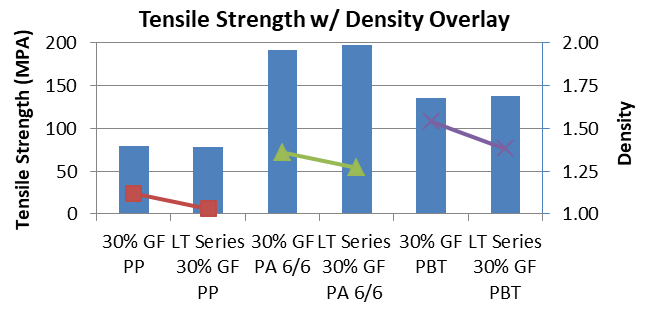 Tensile Strength w/ Density Overlay
Tensile Strength (MPA)
200
150
100
50
0
2.00
1.75
1.50
1.25
1.00
Density
30% GF LT Series 30% GF LT Series 30% GF LT Series
PP 30% GF PA 6/6 30% GF PBT 30% GF
PP PA 6/6 PBT